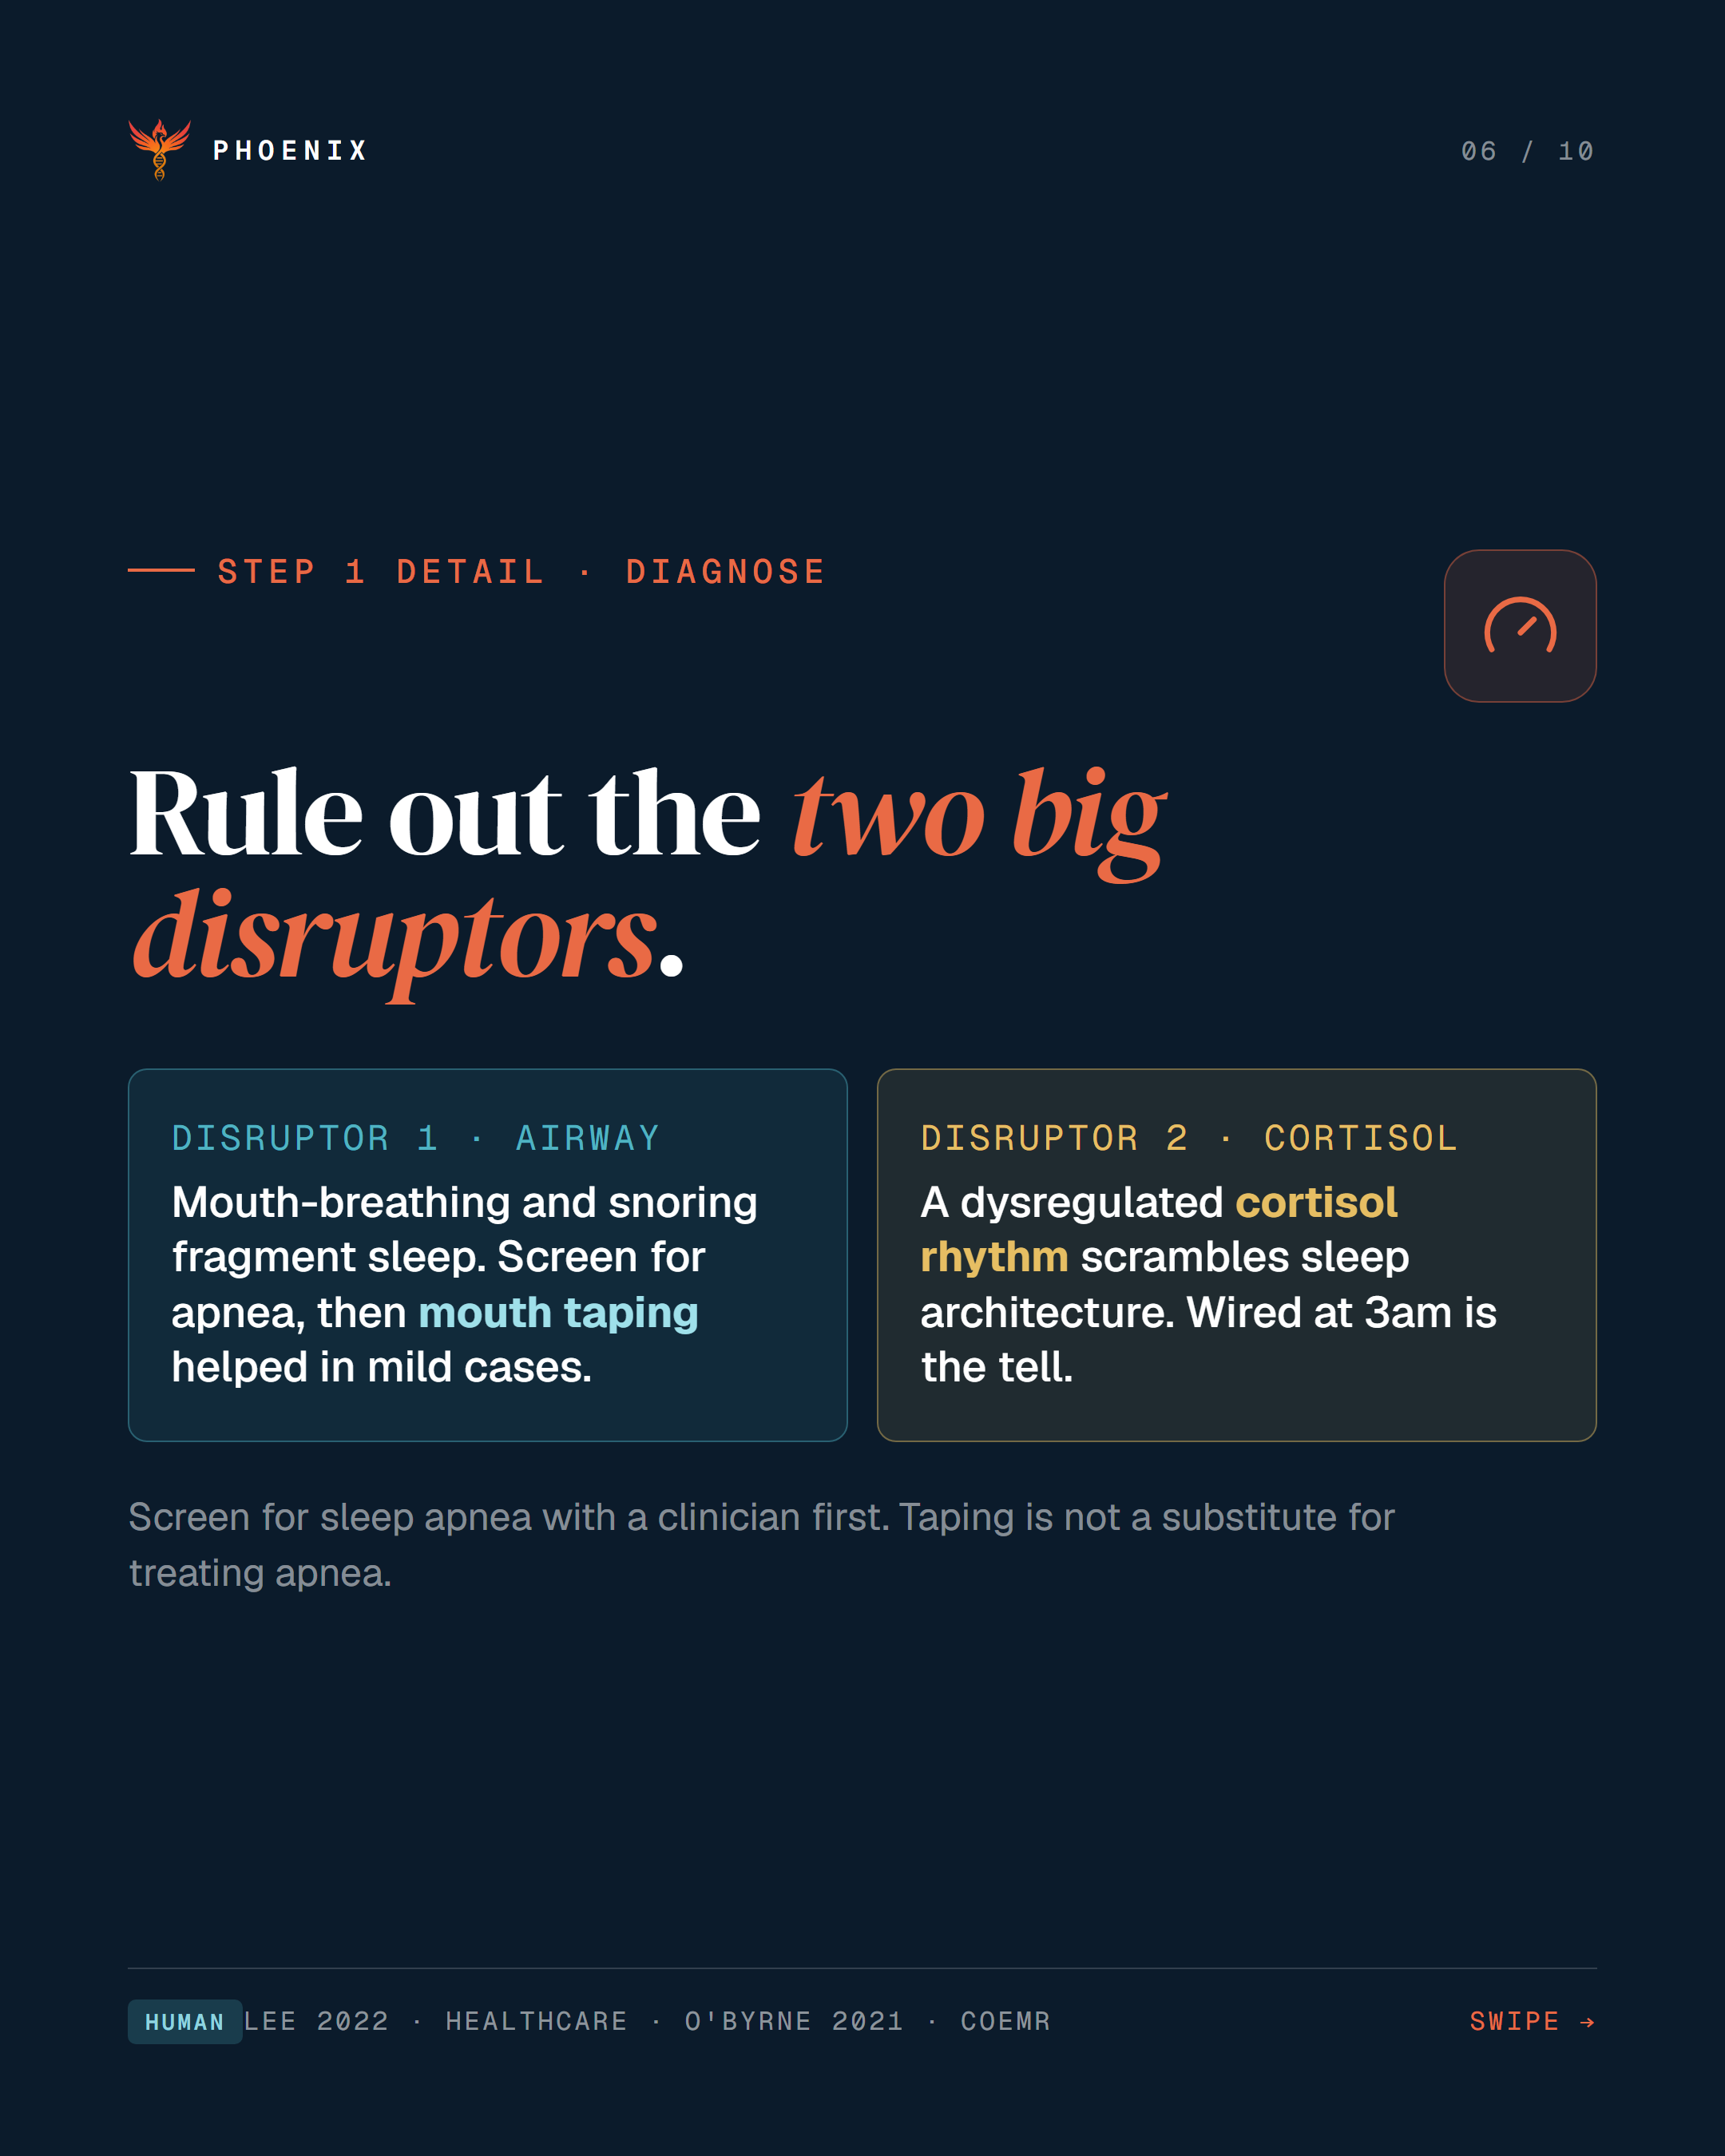 PHOENIX
06 / 10
STEP 1 DETAIL · DIAGNOSE
Rule out the two big
disruptors.
DISRUPTOR 1 · AIRWAY
Mouth-breathing and snoring
fragment sleep. Screen for
apnea, then mouth taping
helped in mild cases.
DISRUPTOR 2 · CORTISOL
A dysregulated cortisol
rhythm scrambles sleep
architecture. Wired at 3am is
the tell.
Screen for sleep apnea with a clinician first. Taping is not a substitute for
treating apnea.
HUMAN LEE 2022 · HEALTHCARE · O'BYRNE 2021 · COEMR
SWIPE →